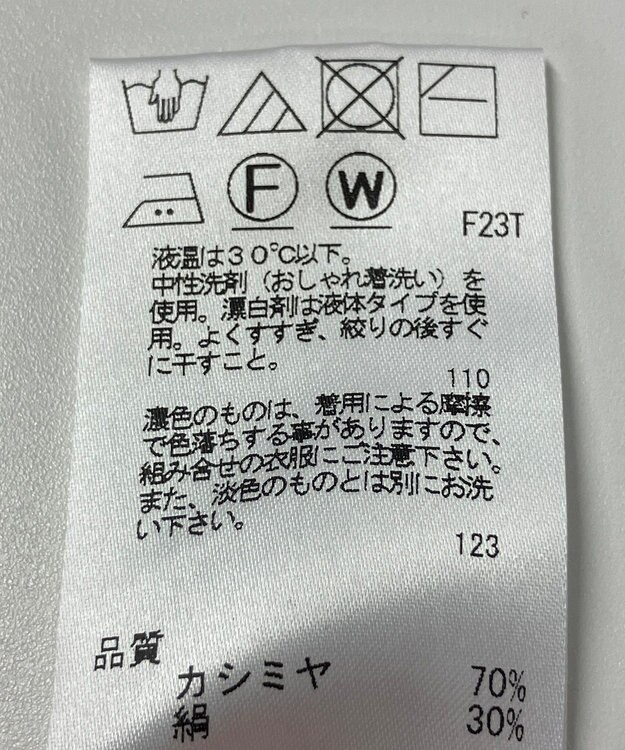 F
W
F23T
液温は30℃以下。
中性洗剤（おしゃれ着洗い）を
使用。漂白剤は液体タイプを使
用。よくすすぎ、絞りの後すぐ
に干すこと。
110
濃色のものは、着用による摩擦
で色落ちする事がありますので、
組み合せの衣服にご注意下さい。
また、淡色のものとは別にお洗
い下さい。
123
品質
カシミヤ 70%
絹 30%